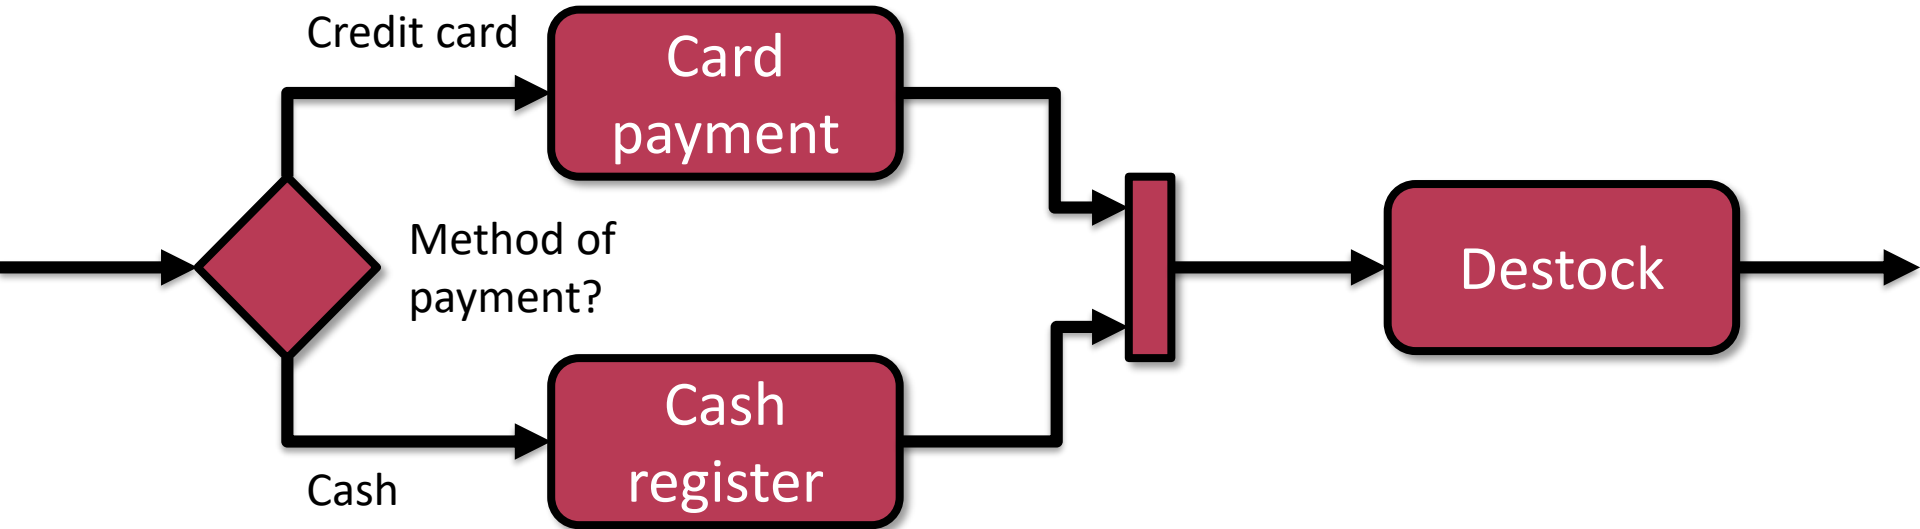 Credit card
Card
payment
Method of
payment?
Destock
Cash
register
Cash